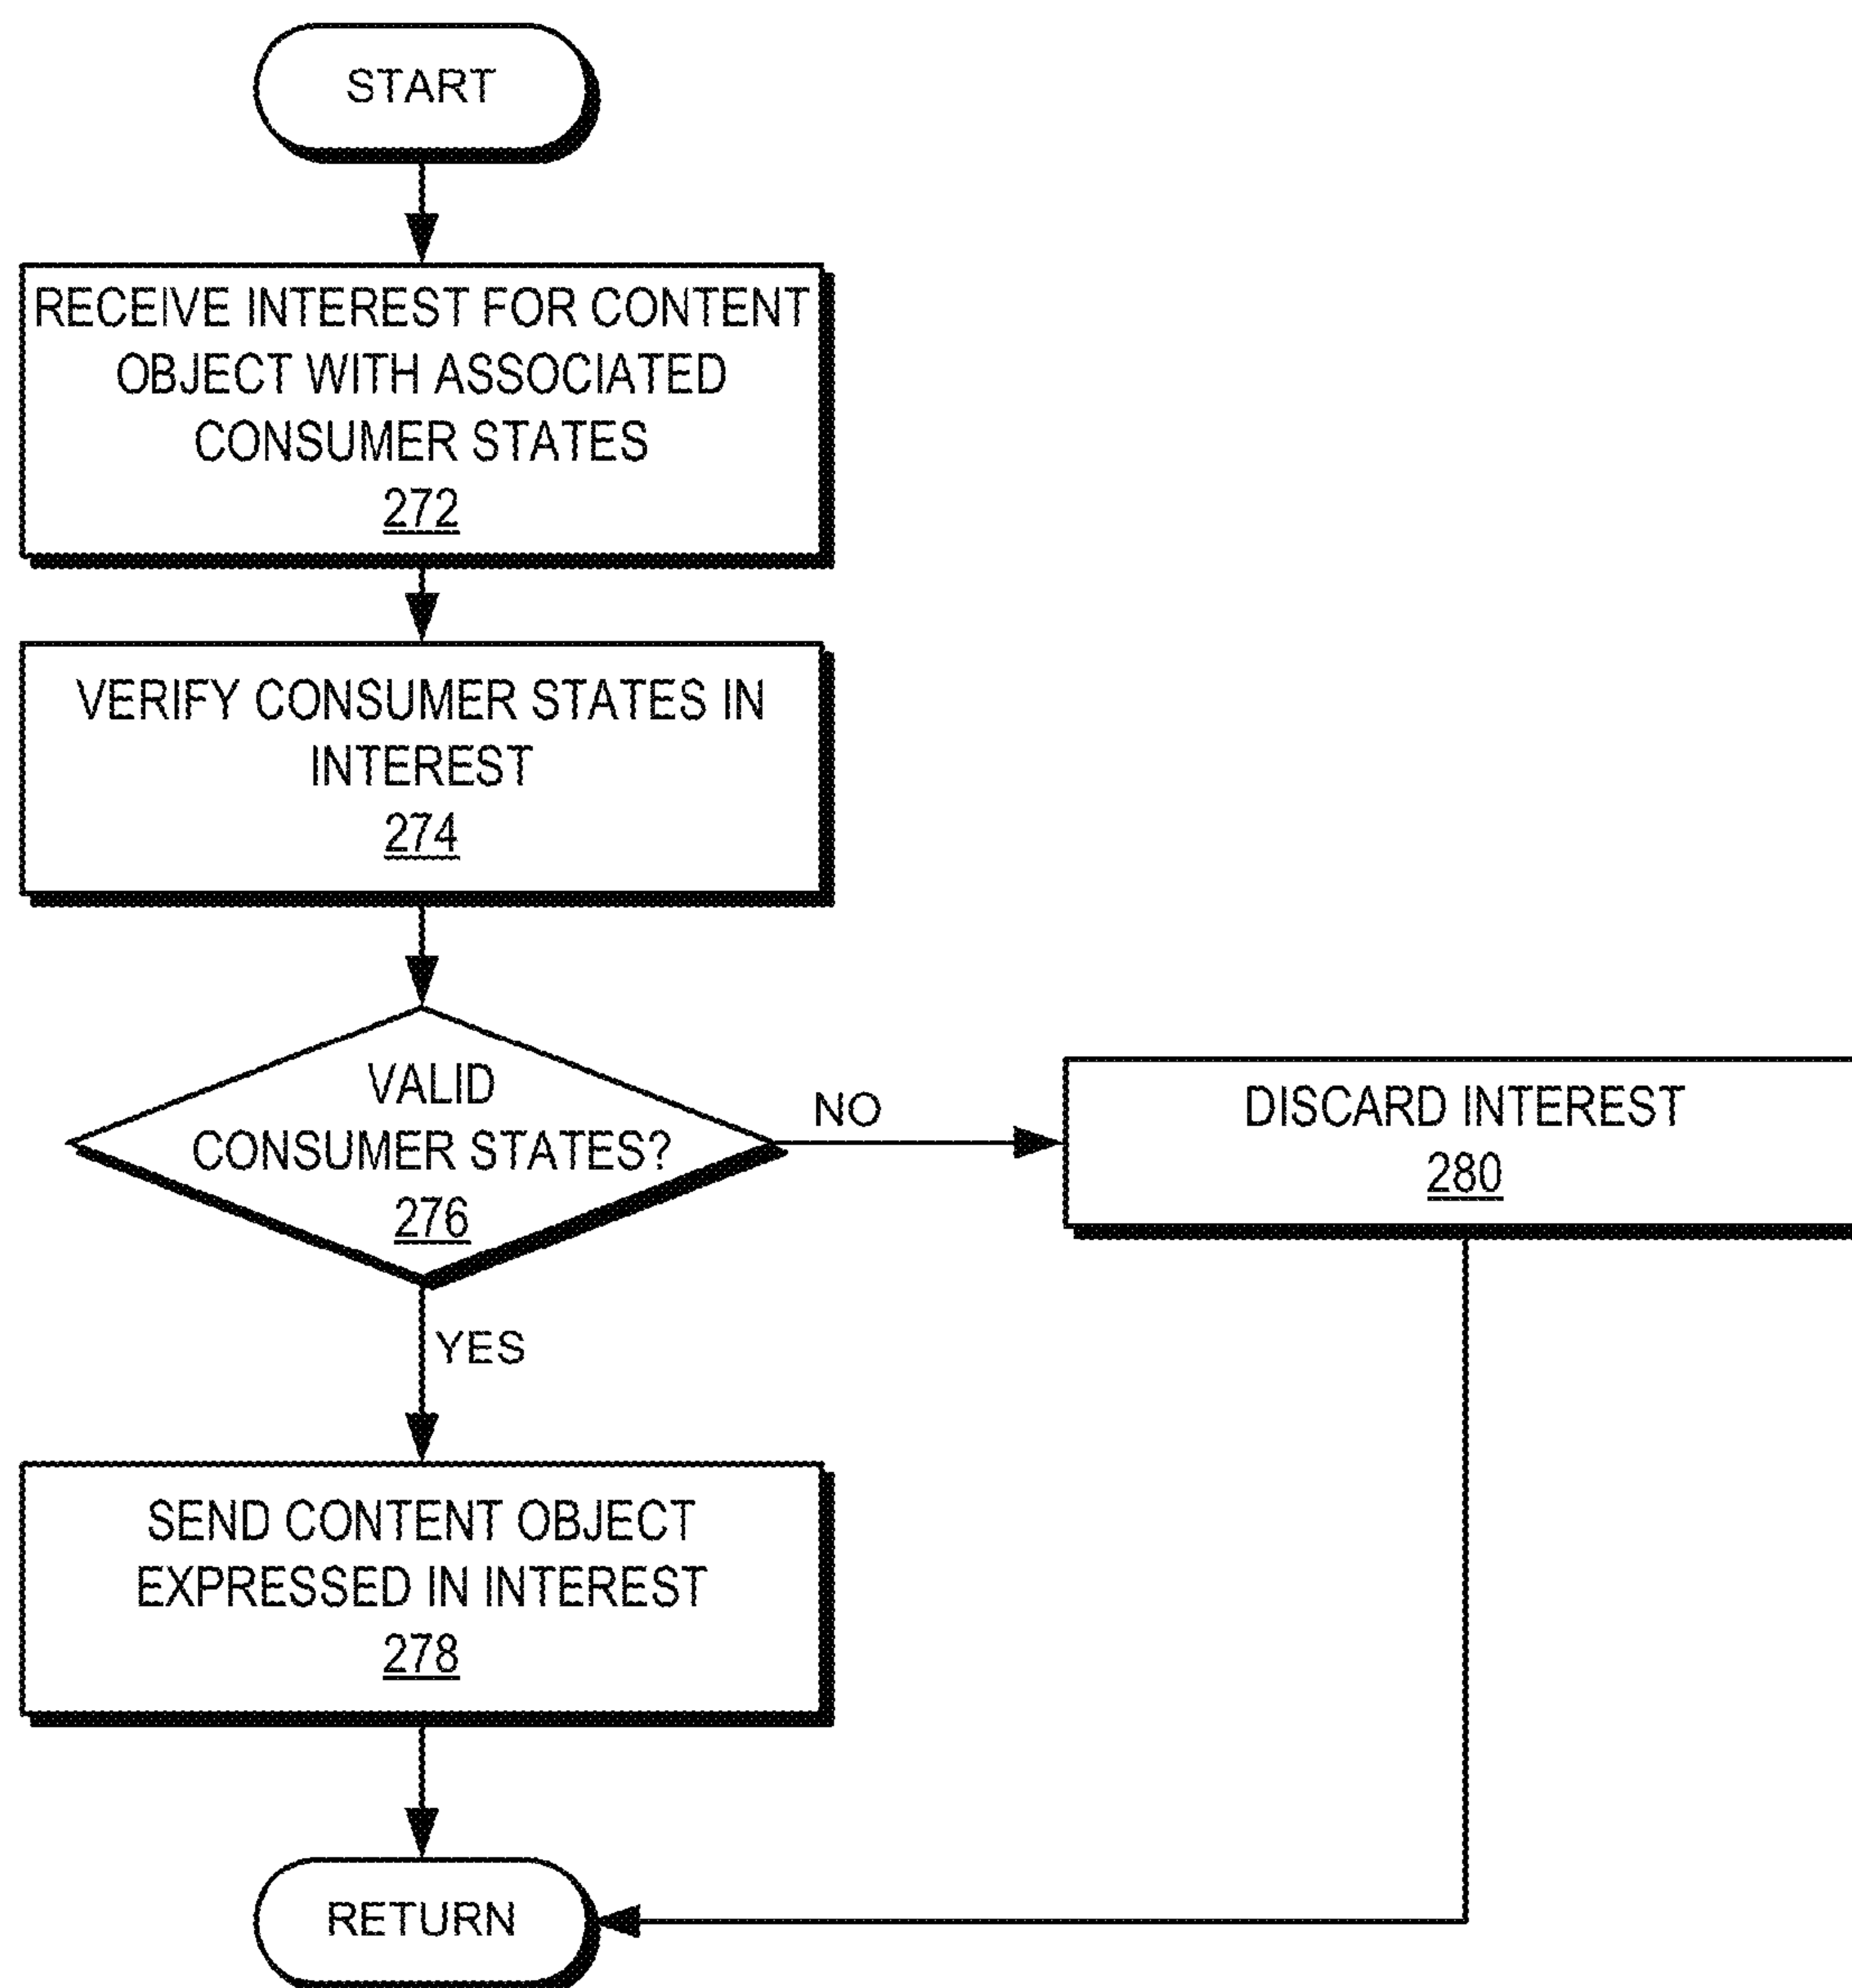 START
RECEIVE INTEREST FOR CONTENT
OBJECT WITH ASSOCIATED
CONSUMER STATES
272
VERIFY CONSUMER STATES IN
INTEREST
274
VALID
CONSUMER STATES?
276
NO
DISCARD INTEREST
280
YES
SEND CONTENT OBJECT
EXPRESSED IN INTEREST
278
RETURN